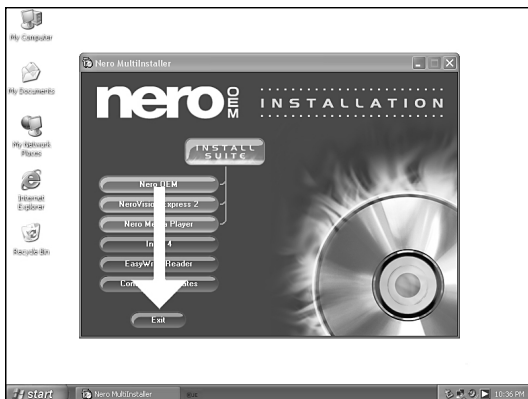 My Computer
My Documents
My Network
Places
Internet
Explorer
Recycle Bin
Nero MultiInstaller
nero OEM
INSTALLATION
INSTALL
SUITE
Nero OEM
NeroVision Express 2
Nero Media Player
EasyWrite Reader
Exit
start
Nero MultiInstaller
10:36 PM